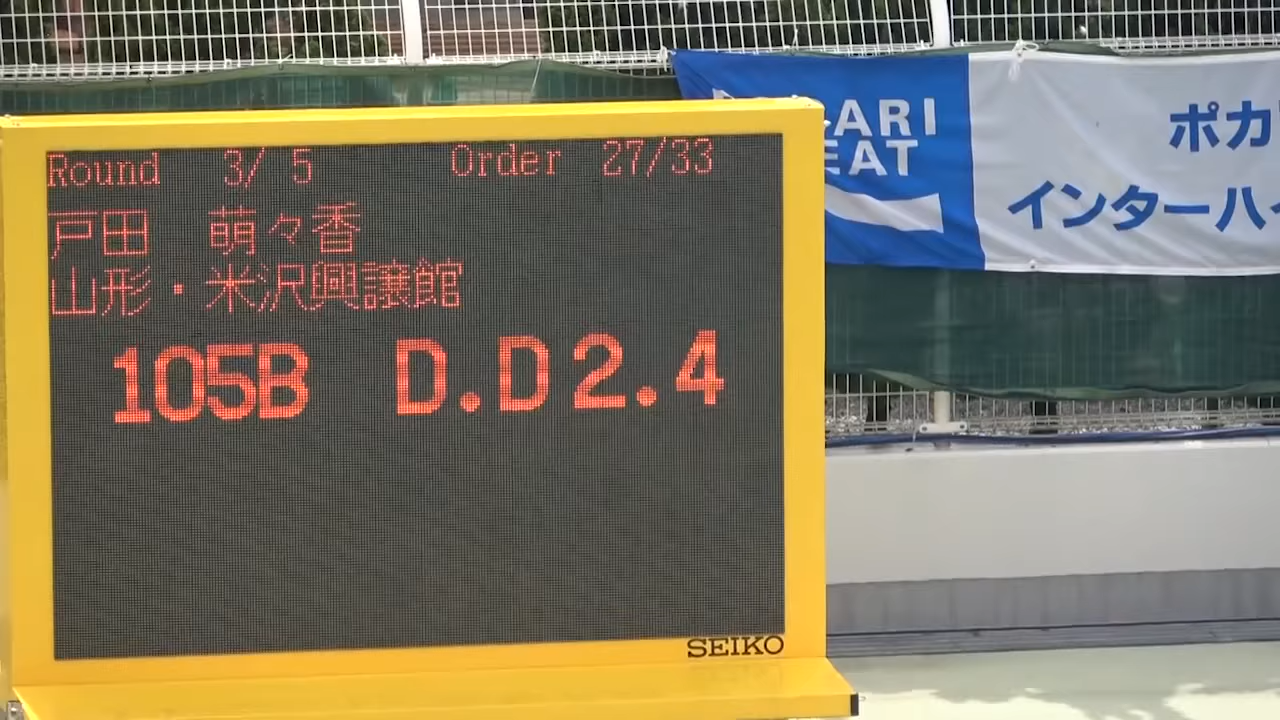 Round 3/ 5 Order 27/33
戸田 萌々香
山形・米沢興譲館
105B D.D 2.4
SEIKO
ARI
EAT
ポカ
インターハイ